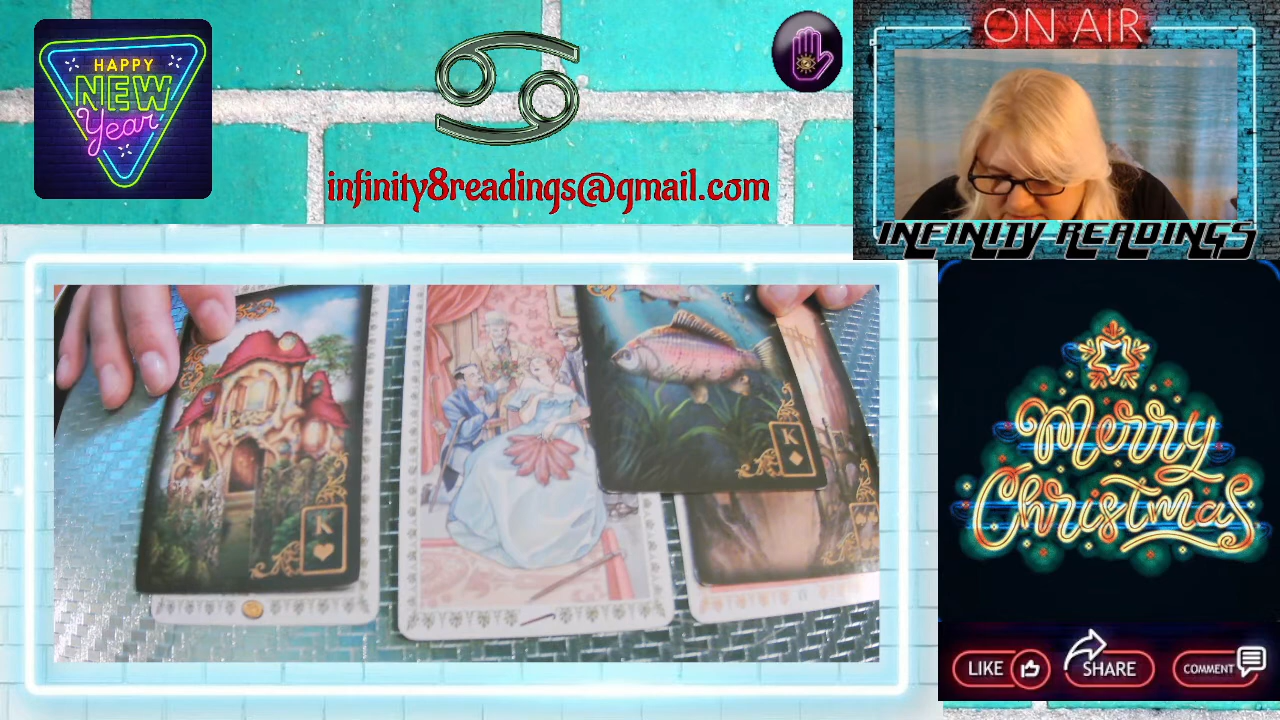 HAPPY
NEW
Year
infinity8readings@gmail.com
ON AIR
INFINITY READINGS
K
K
Merry
Christmas
LIKE
SHARE
COMMENT